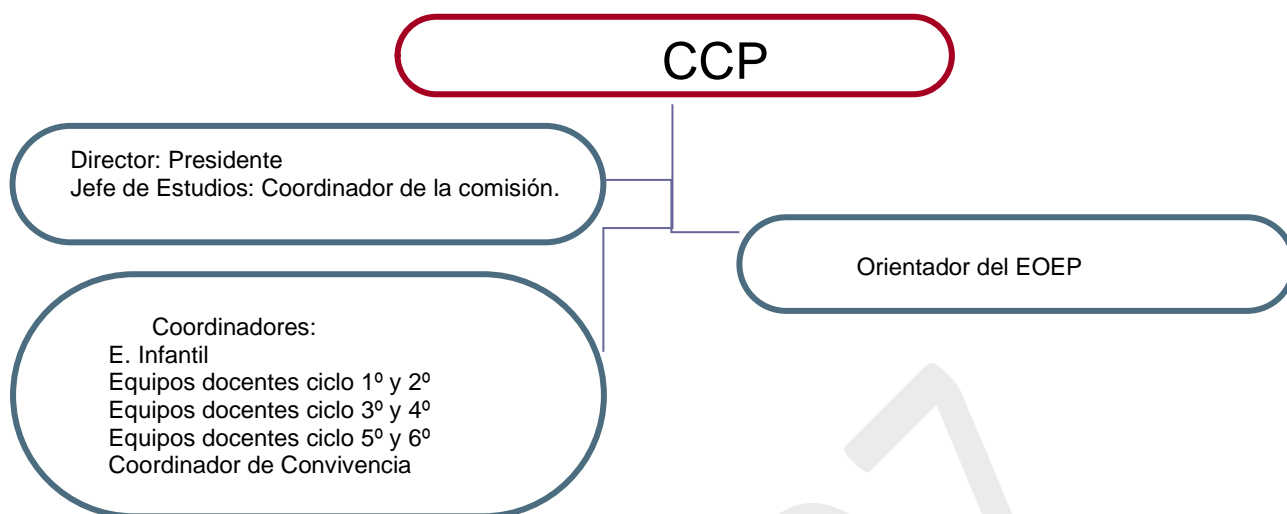 CCP
Director: Presidente
Jefe de Estudios: Coordinador de la comisión.
Orientador del EOEP
Coordinadores:
E. Infantil
Equipos docentes ciclo 1º y 2º
Equipos docentes ciclo 3º y 4º
Equipos docentes ciclo 5º y 6º
Coordinador de Convivencia